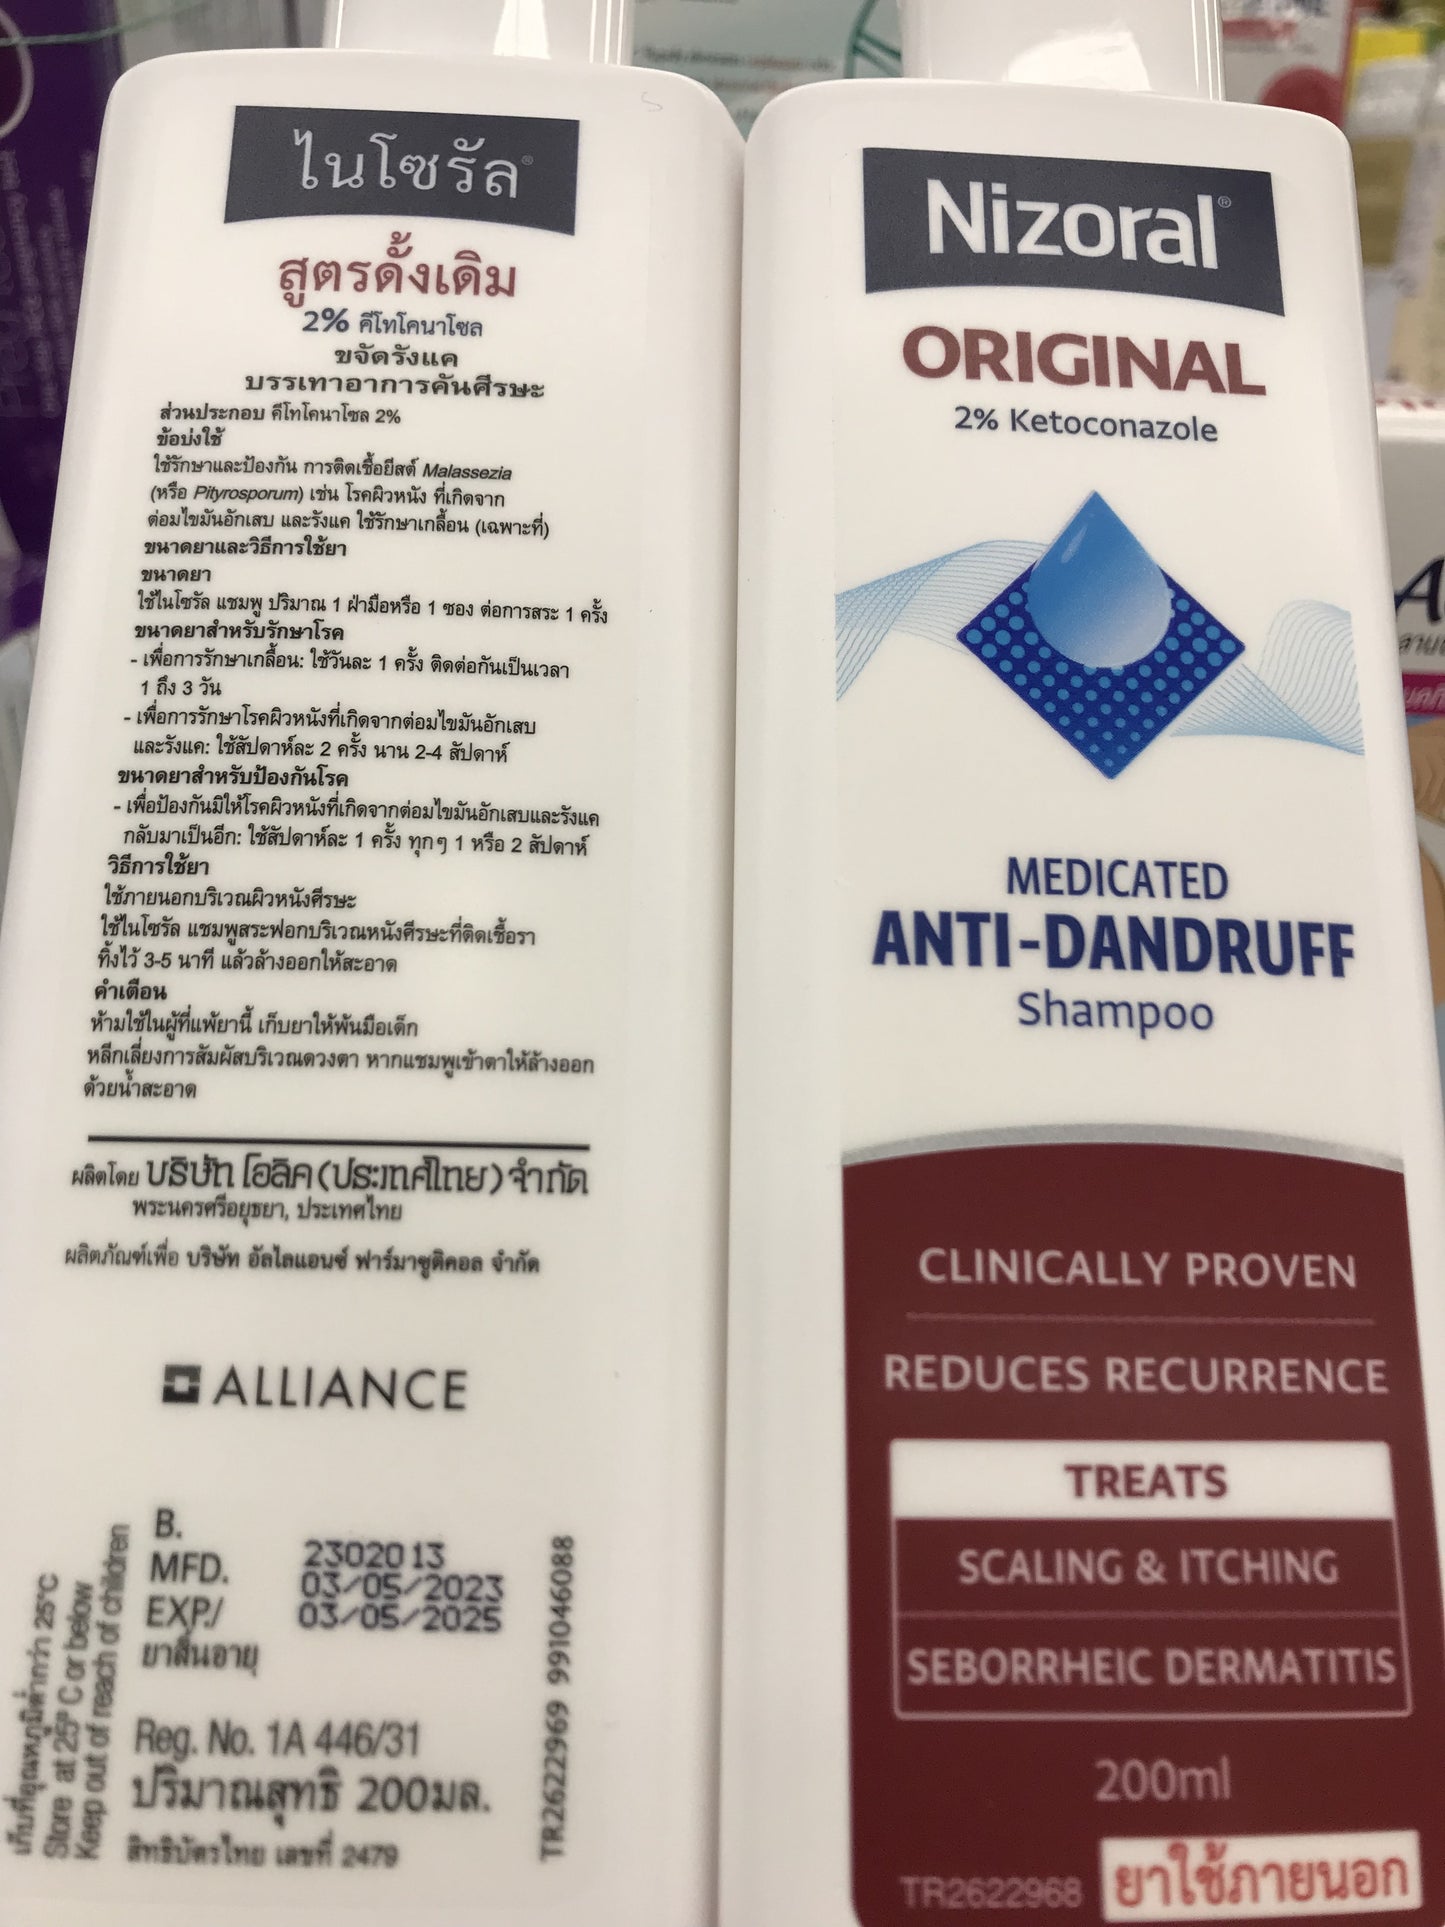 ไนโซรัล®
สูตรดั้งเดิม
2% คีโทโคนาโซล
ขจัดรังแค
บรรเทาอาการคันศีรษะ
ส่วนประกอบ คีโทโคนาโซล 2%
ข้อบ่งใช้
ใช้รักษาและป้องกัน การติดเชื้อยีสต์ Malassezia
(หรือ Pityrosporum) เช่น โรคผิวหนัง ที่เกิดจาก
ต่อมไขมันอักเสบ และรังแค ใช้รักษาเกลื้อน (เฉพาะที่)
ขนาดยาและวิธีการใช้ยา
ขนาดยา
ใช้ไนโซรัล แชมพู ปริมาณ 1 ฝ่ามือหรือ 1 ซอง ต่อการสระ 1 ครั้ง
ขนาดยาสำหรับรักษาโรค
- เพื่อการรักษาเกลื้อน: ใช้วันละ 1 ครั้ง ติดต่อกันเป็นเวลา
1 ถึง 3 วัน
- เพื่อการรักษาโรคผิวหนังที่เกิดจากต่อมไขมันอักเสบ
และรังแค: ใช้สัปดาห์ละ 2 ครั้ง นาน 2-4 สัปดาห์
ขนาดยาสำหรับป้องกันโรค
- เพื่อป้องกันมิให้โรคผิวหนังที่เกิดจากต่อมไขมันอักเสบและรังแค
กลับมาเป็นอีก: ใช้สัปดาห์ละ 1 ครั้ง ทุกๆ 1 หรือ 2 สัปดาห์
วิธีการใช้ยา
ใช้ภายนอกบริเวณผิวหนังศีรษะ
ใช้ไนโซรัล แชมพูสระฟอกบริเวณหนังศีรษะที่ติดเชื้อรา
ทิ้งไว้ 3-5 นาที แล้วล้างออกให้สะอาด
คำเตือน
ห้ามใช้ในผู้ที่แพ้ยานี้ เก็บยาให้พ้นมือเด็ก
หลีกเลี่ยงการสัมผัสบริเวณดวงตา หากแชมพูเข้าตาให้ล้างออก
ด้วยน้ำสะอาด
ผลิตโดย บริษัท โอลิค (ประเทศไทย) จำกัด
พระนครศรีอยุธยา, ประเทศไทย
ผลิตภัณฑ์เพื่อ บริษัท อัลไลแอนซ์ ฟาร์มาซูติคอล จำกัด
ALLIANCE
B. 2302013
MFD. 03/05/2023
EXP./ 03/05/2025
ยาสิ้นอายุ
Reg. No. 1A 446/31
ปริมาณสุทธิ 200มล.
สิทธิบัตรไทย เลขที่ 2479
เก็บที่อุณหภูมิต่ำกว่า 25°C
Store at 25° C or below
Keep out of reach of children
TR2622969 991046088
Nizoral®
ORIGINAL
2% Ketoconazole
MEDICATED
ANTI-DANDRUFF
Shampoo
CLINICALLY PROVEN
REDUCES RECURRENCE
TREATS
SCALING & ITCHING
SEBORRHEIC DERMATITIS
200ml
TR2622968
ยาใช้ภายนอก